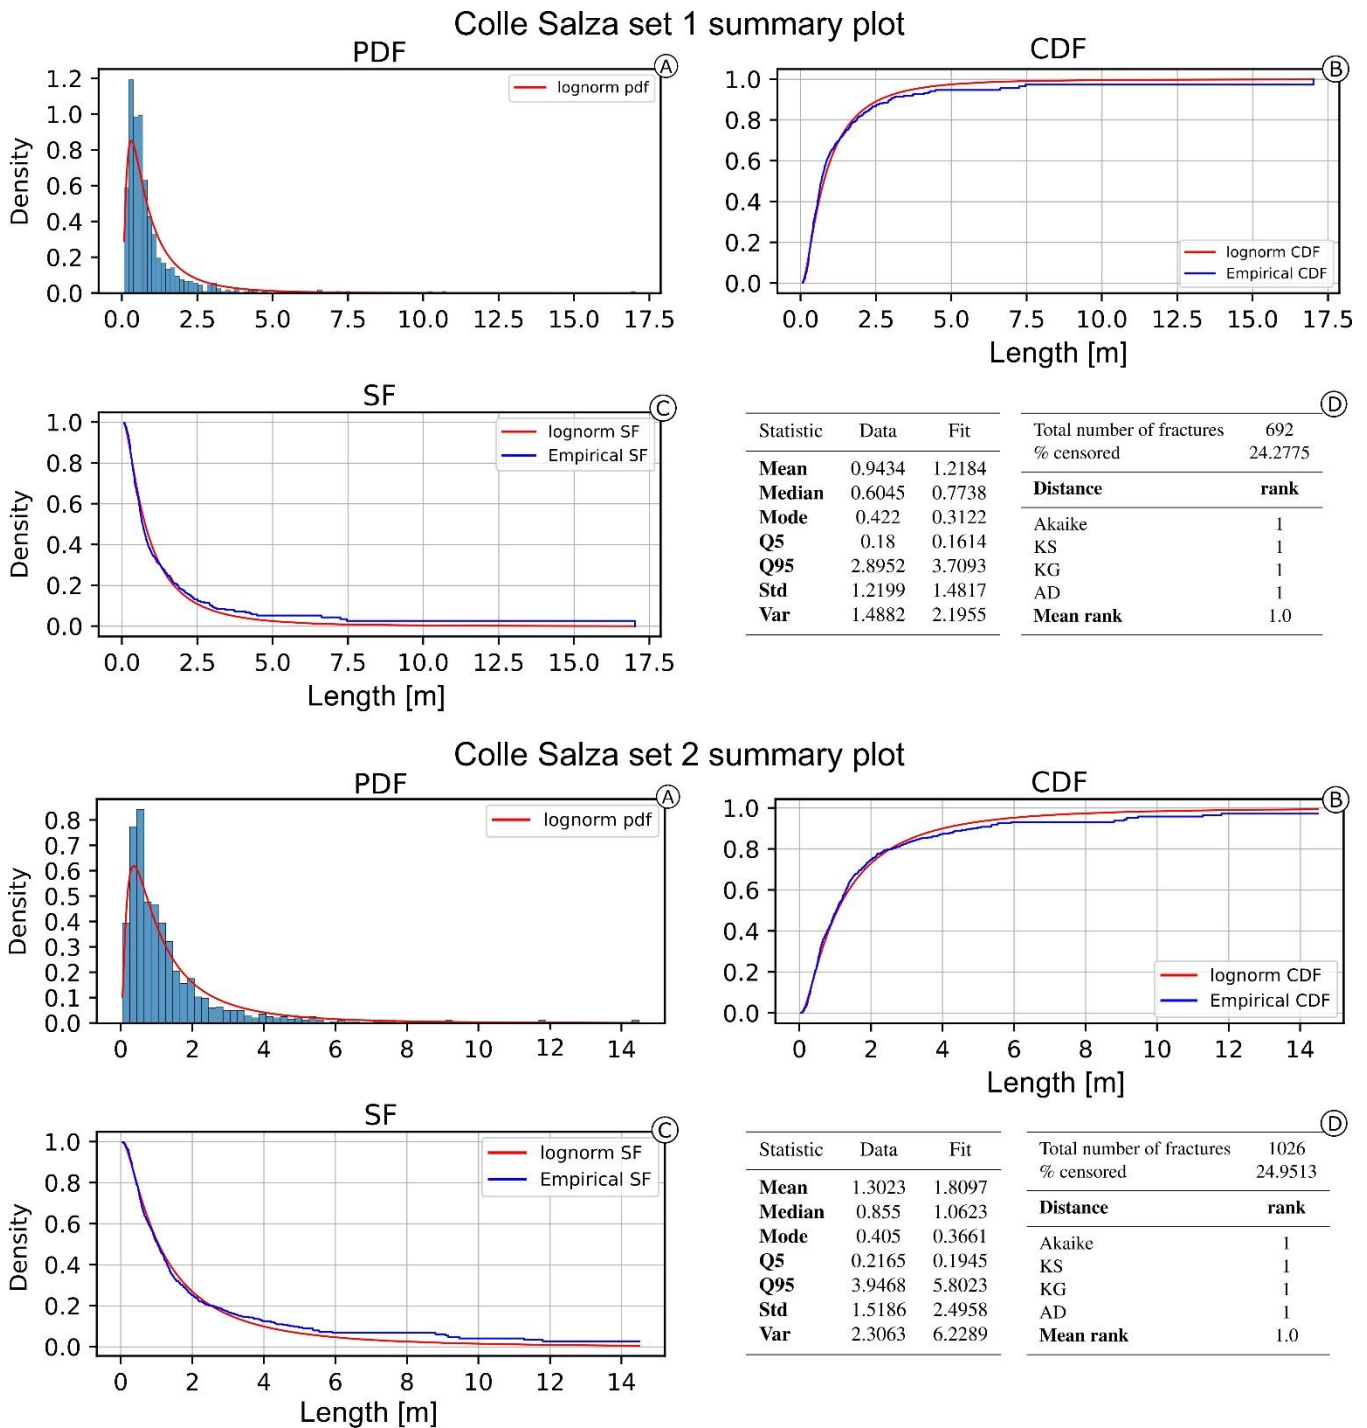 Colle Salza set 1 summary plot
PDF
A
lognorm pdf
1.2
1.0
0.8
0.6
0.4
0.2
0.0
Density
0.0 2.5 5.0 7.5 10.0 12.5 15.0 17.5
CDF
B
1.0
0.8
0.6
0.4
0.2
0.0
lognorm CDF
Empirical CDF
0.0 2.5 5.0 7.5 10.0 12.5 15.0 17.5
Length [m]
SF
C
lognorm SF
Empirical SF
1.0
0.8
0.6
0.4
0.2
0.0
Density
0.0 2.5 5.0 7.5 10.0 12.5 15.0 17.5
Length [m]
D
Statistic Data Fit
Mean 0.9434 1.2184
Median 0.6045 0.7738
Mode 0.422 0.3122
Q5 0.18 0.1614
Q95 2.8952 3.7093
Std 1.2199 1.4817
Var 1.4882 2.1955
Total number of fractures 692
% censored 24.2775
Distance rank
Akaike 1
KS 1
KG 1
AD 1
Mean rank 1.0
Colle Salza set 2 summary plot
PDF
A
lognorm pdf
0.8
0.7
0.6
0.5
0.4
0.3
0.2
0.1
0.0
Density
0 2 4 6 8 10 12 14
CDF
B
1.0
0.8
0.6
0.4
0.2
0.0
lognorm CDF
Empirical CDF
0 2 4 6 8 10 12 14
Length [m]
SF
C
lognorm SF
Empirical SF
1.0
0.8
0.6
0.4
0.2
0.0
Density
0 2 4 6 8 10 12 14
Length [m]
D
Statistic Data Fit
Mean 1.3023 1.8097
Median 0.855 1.0623
Mode 0.405 0.3661
Q5 0.2165 0.1945
Q95 3.9468 5.8023
Std 1.5186 2.4958
Var 2.3063 6.2289
Total number of fractures 1026
% censored 24.9513
Distance rank
Akaike 1
KS 1
KG 1
AD 1
Mean rank 1.0